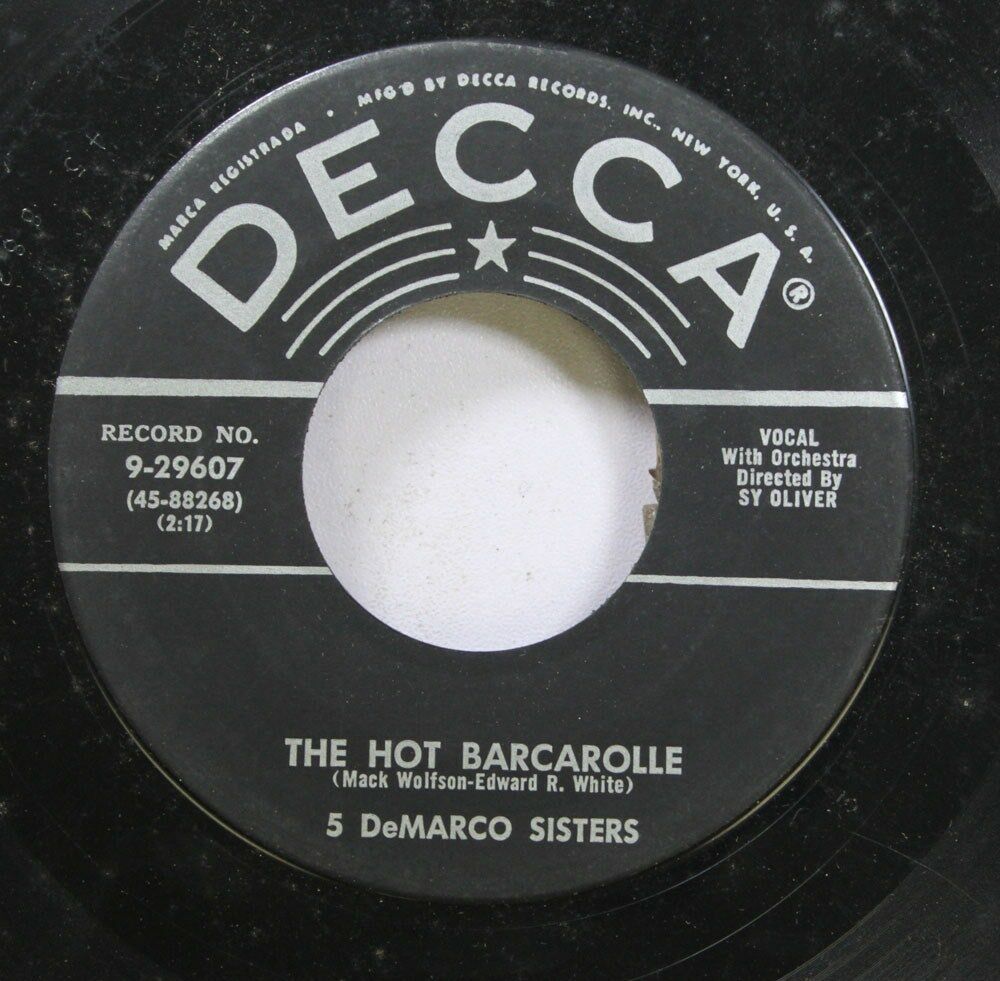 MARCA REGISTRADA • MFG'D BY DECCA RECORDS, INC., NEW YORK, U. S. A.
DECCA®
RECORD NO.
9-29607
(45-88268)
(2:17)
VOCAL
With Orchestra
Directed By
SY OLIVER
THE HOT BARCAROLLE
(Mack Wolfson-Edward R. White)
5 DeMARCO SISTERS